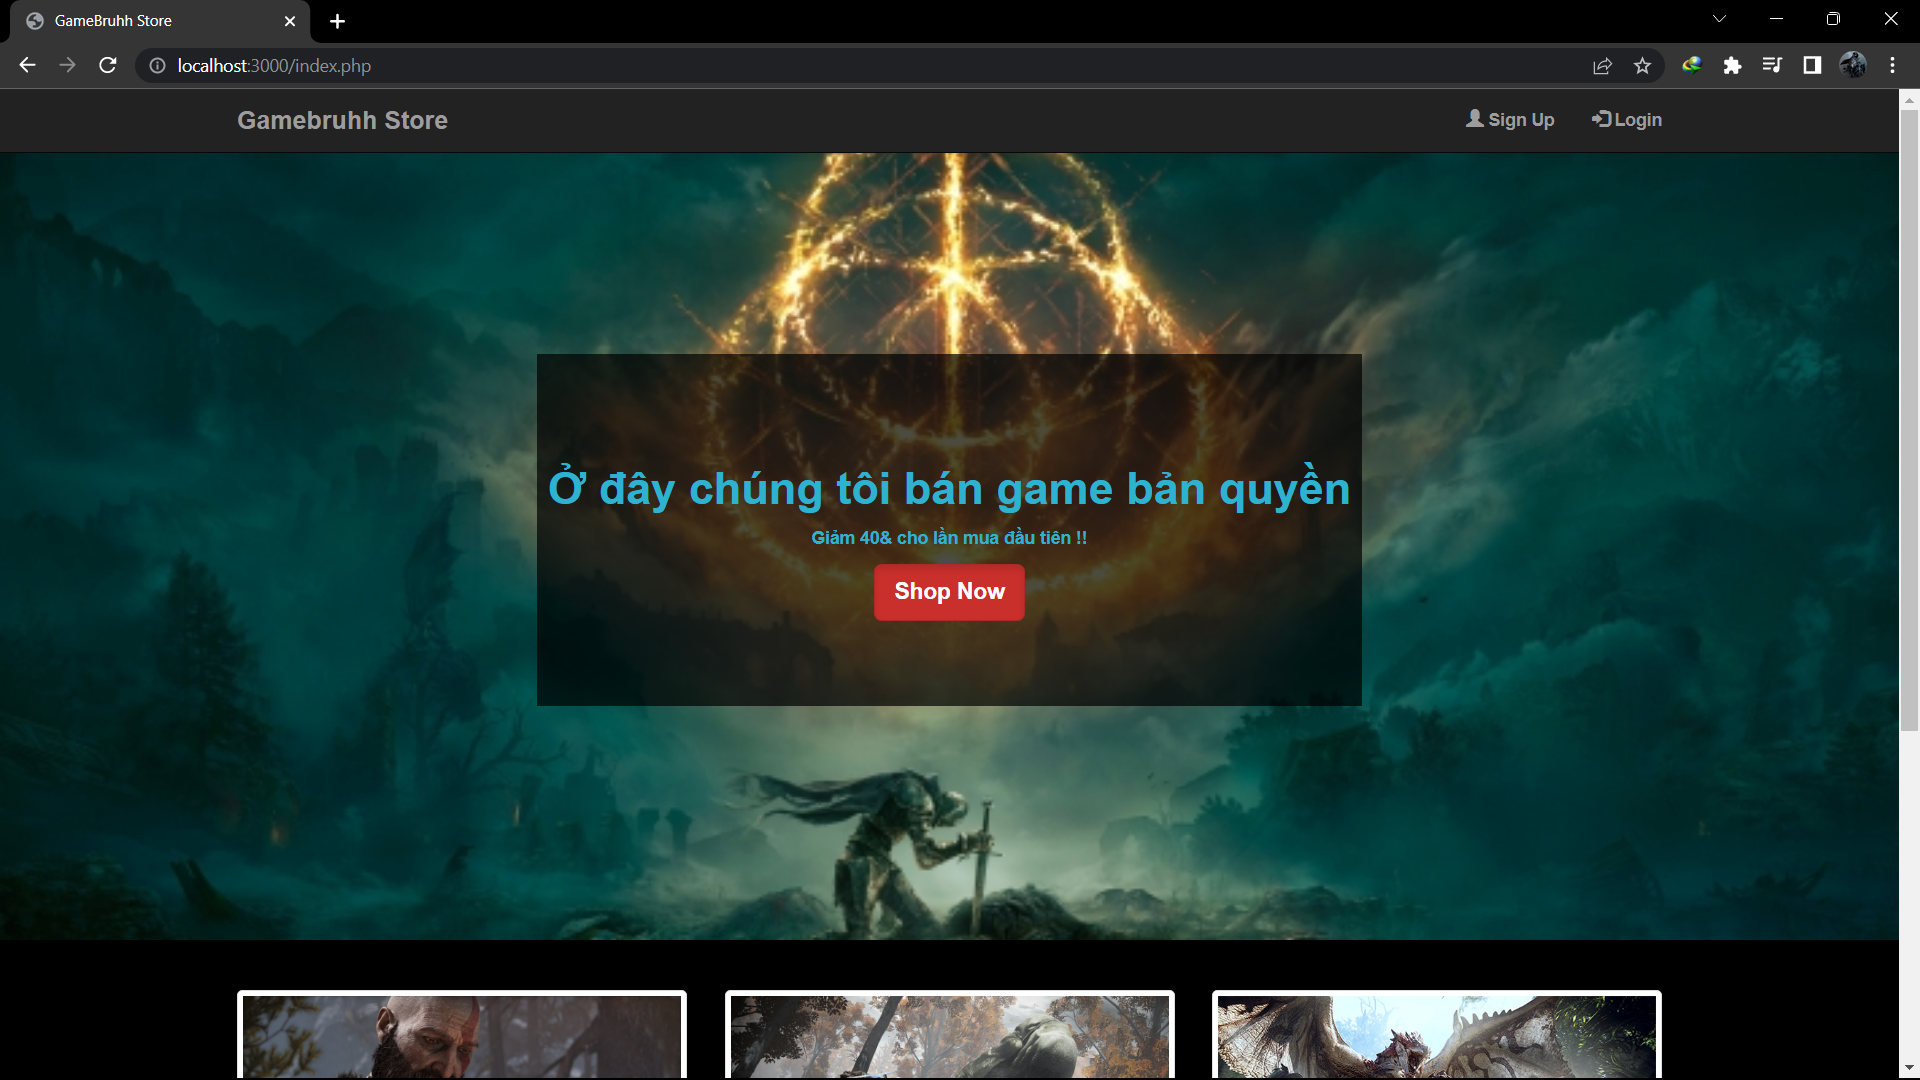 GameBruhh Store
localhost:3000/index.php
Gamebruhh Store
Sign Up
Login
Ở đây chúng tôi bán game bản quyền
Giảm 40& cho lần mua đầu tiên !!
Shop Now